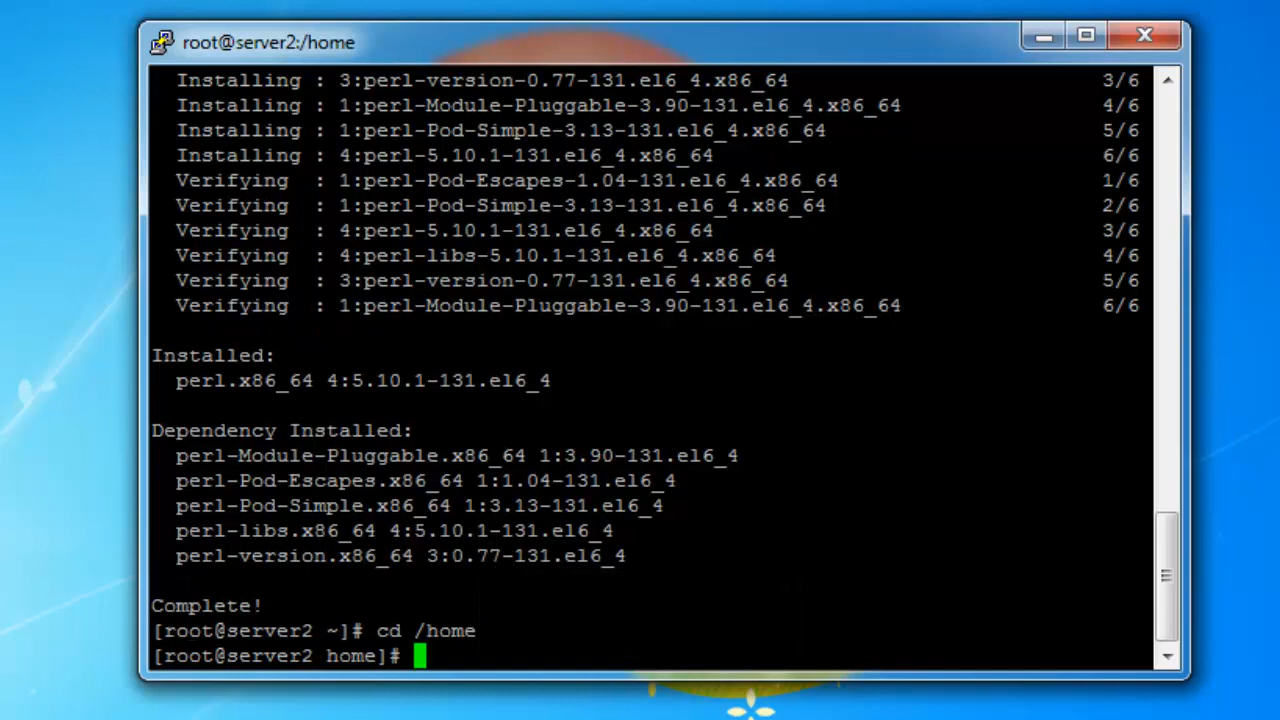 root@server2:/home
Installing : 3:perl-version-0.77-131.el6_4.x86_64 3/6
Installing : 1:perl-Module-Pluggable-3.90-131.el6_4.x86_64 4/6
Installing : 1:perl-Pod-Simple-3.13-131.el6_4.x86_64 5/6
Installing : 4:perl-5.10.1-131.el6_4.x86_64 6/6
Verifying : 1:perl-Pod-Escapes-1.04-131.el6_4.x86_64 1/6
Verifying : 1:perl-Pod-Simple-3.13-131.el6_4.x86_64 2/6
Verifying : 4:perl-5.10.1-131.el6_4.x86_64 3/6
Verifying : 4:perl-libs-5.10.1-131.el6_4.x86_64 4/6
Verifying : 3:perl-version-0.77-131.el6_4.x86_64 5/6
Verifying : 1:perl-Module-Pluggable-3.90-131.el6_4.x86_64 6/6
Installed:
perl.x86_64 4:5.10.1-131.el6_4
Dependency Installed:
perl-Module-Pluggable.x86_64 1:3.90-131.el6_4
perl-Pod-Escapes.x86_64 1:1.04-131.el6_4
perl-Pod-Simple.x86_64 1:3.13-131.el6_4
perl-libs.x86_64 4:5.10.1-131.el6_4
perl-version.x86_64 3:0.77-131.el6_4
Complete!
[root@server2 ~]# cd /home
[root@server2 home]#